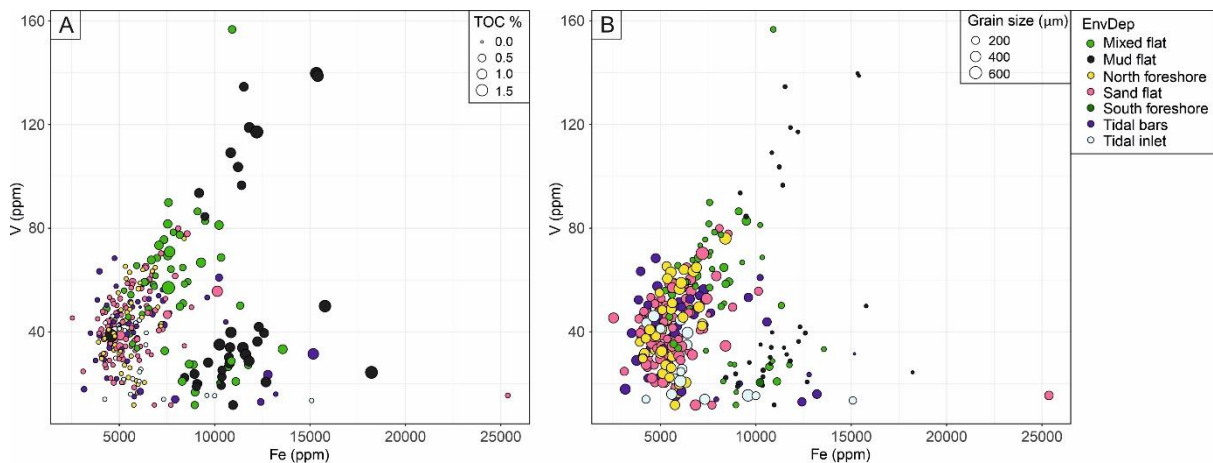 A
TOC %
0.0
0.5
1.0
1.5
160
120
80
40
V (ppm)
5000 10000 15000 20000 25000
Fe (ppm)
B
Grain size (μm)
200
400
600
160
120
80
40
V (ppm)
5000 10000 15000 20000 25000
Fe (ppm)
EnvDep
Mixed flat
Mud flat
North foreshore
Sand flat
South foreshore
Tidal bars
Tidal inlet